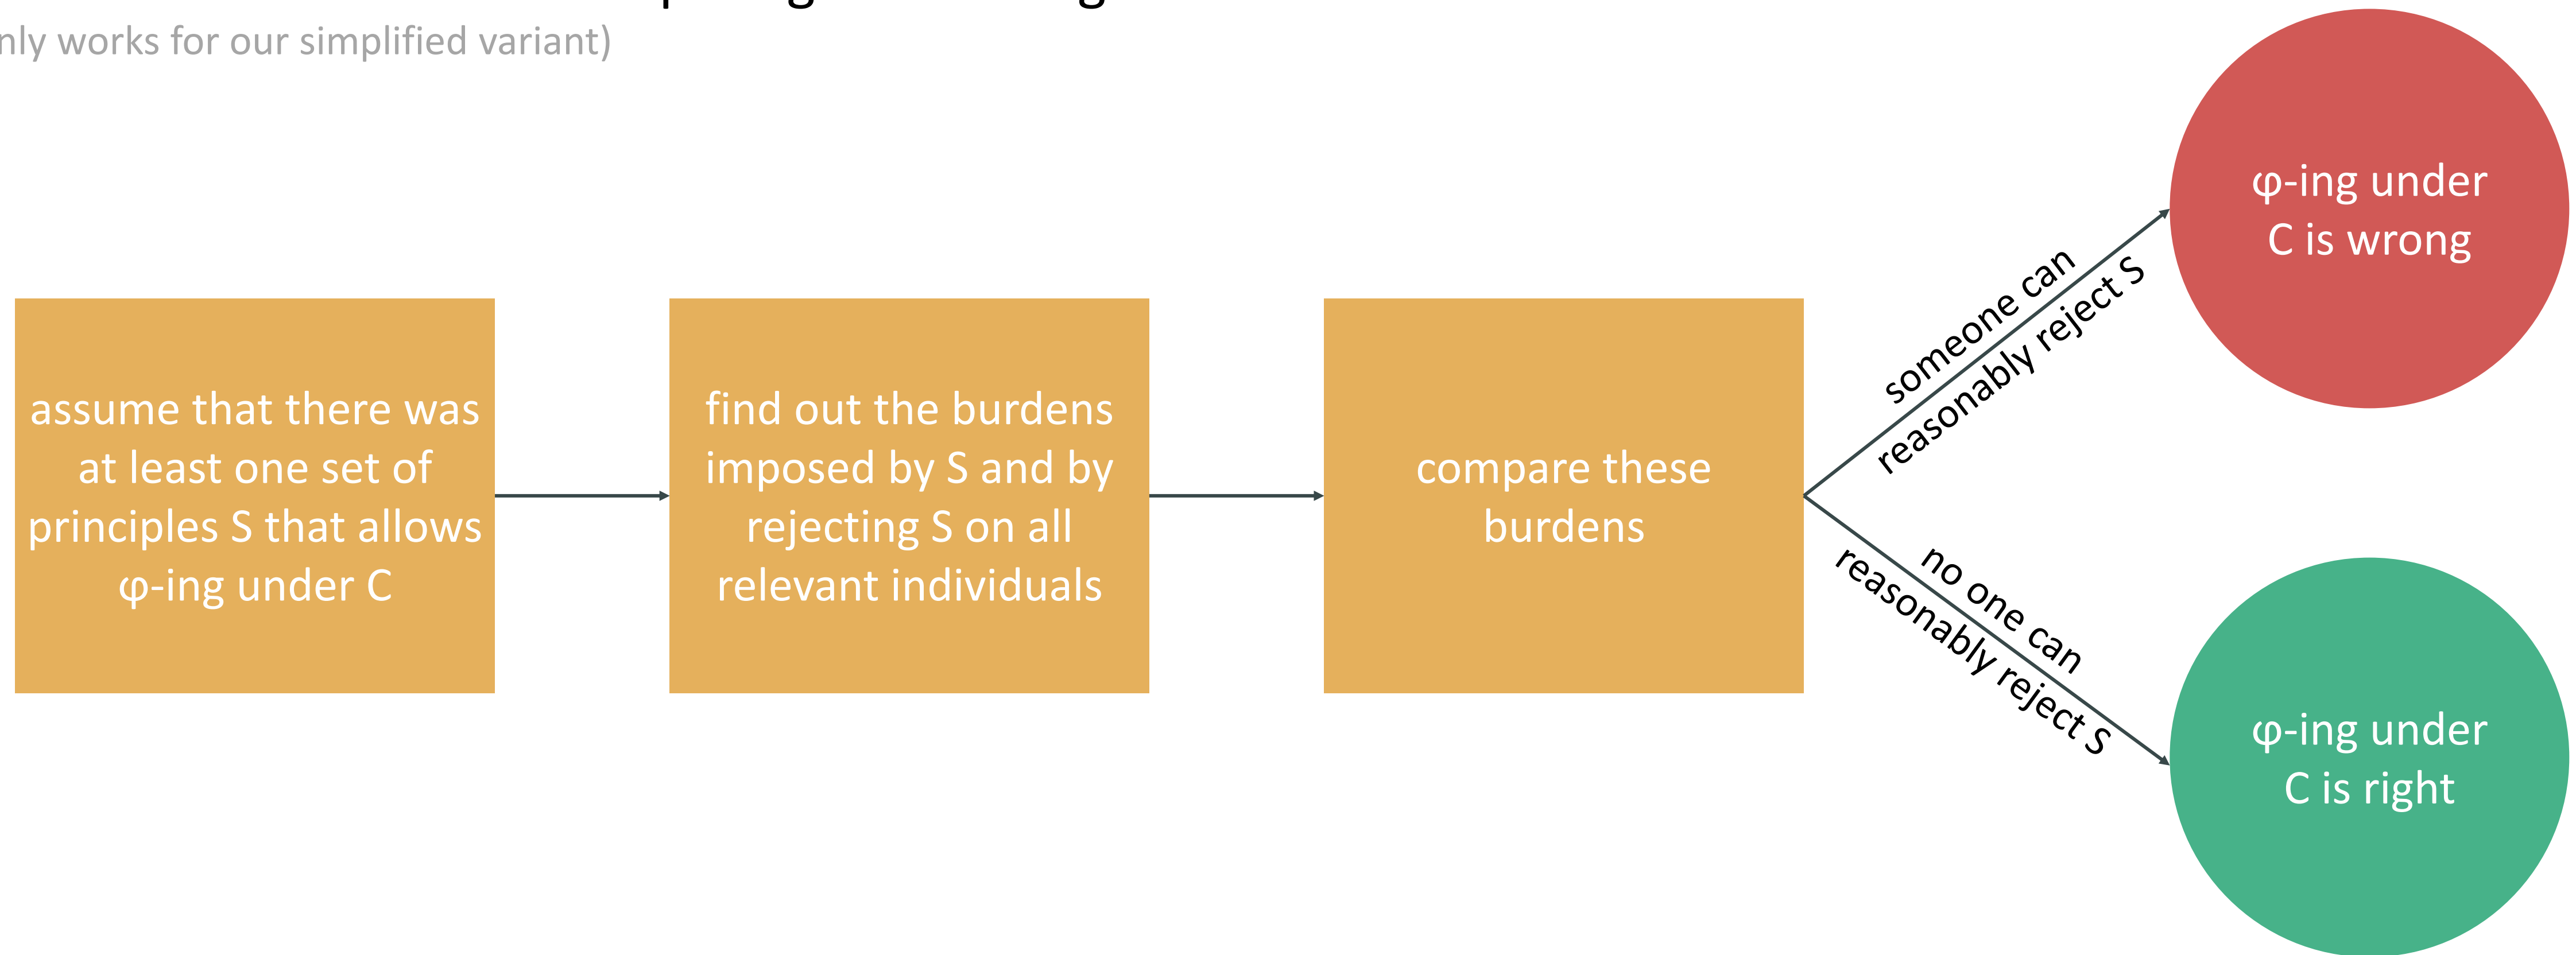 works for our simplified variant)
assume that there was
at least one set of
principles S that allows
φ-ing under C
find out the burdens
imposed by S and by
rejecting S on all
relevant individuals
compare these
burdens
someone can
reasonably reject S
no one can
reasonably reject S
φ-ing under
C is wrong
φ-ing under
C is right